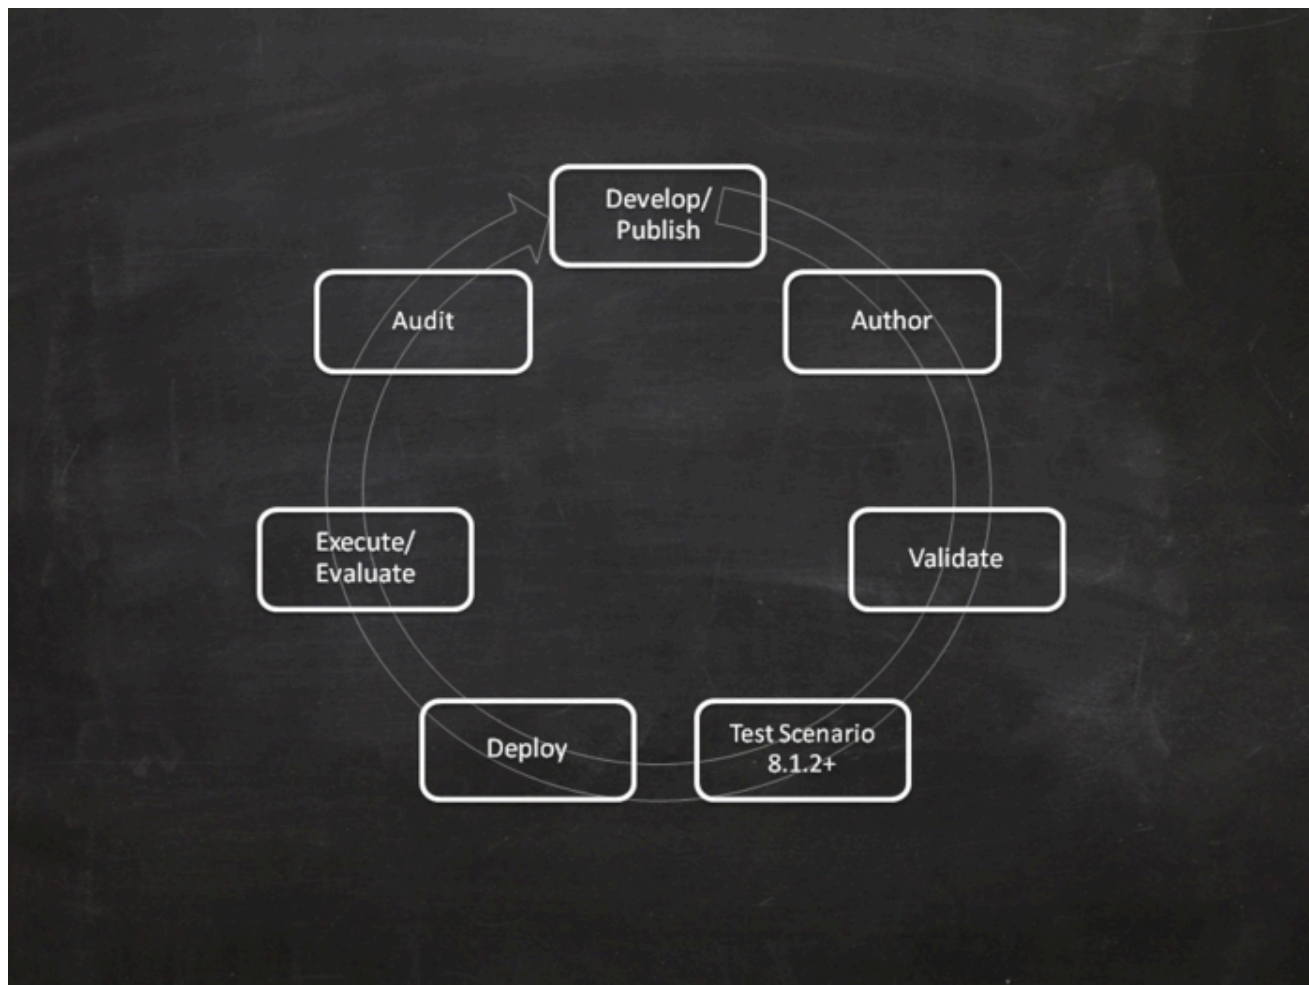 Develop/
Publish
Author
Validate
Test Scenario
8.1.2+
Deploy
Execute/
Evaluate
Audit